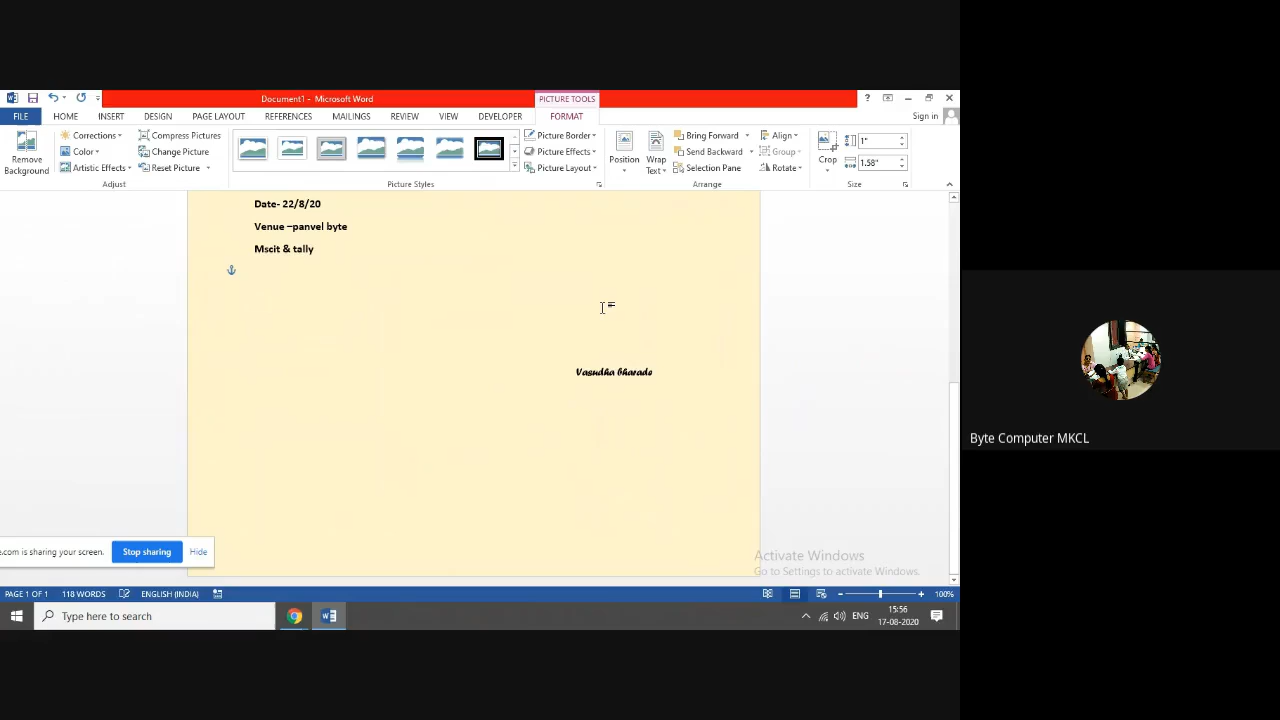 Document1 - Microsoft Word
PICTURE TOOLS
FILE HOME INSERT DESIGN PAGE LAYOUT REFERENCES MAILINGS REVIEW VIEW DEVELOPER FORMAT
Sign in
Remove Background
Corrections
Color
Artistic Effects
Compress Pictures
Change Picture
Reset Picture
Adjust
Picture Styles
Picture Border
Picture Effects
Picture Layout
Position
Wrap Text
Bring Forward
Send Backward
Selection Pane
Align
Group
Rotate
Arrange
Crop
1"
1.58"
Size
Date- 22/8/20
Venue –panvel byte
Mscit & tally
Vasudha bharade
Byte Computer MKCL
e.com is sharing your screen. Stop sharing Hide
Activate Windows
Go to Settings to activate Windows.
PAGE 1 OF 1 118 WORDS ENGLISH (INDIA) 100%
Type here to search
ENG
15:56
17-08-2020